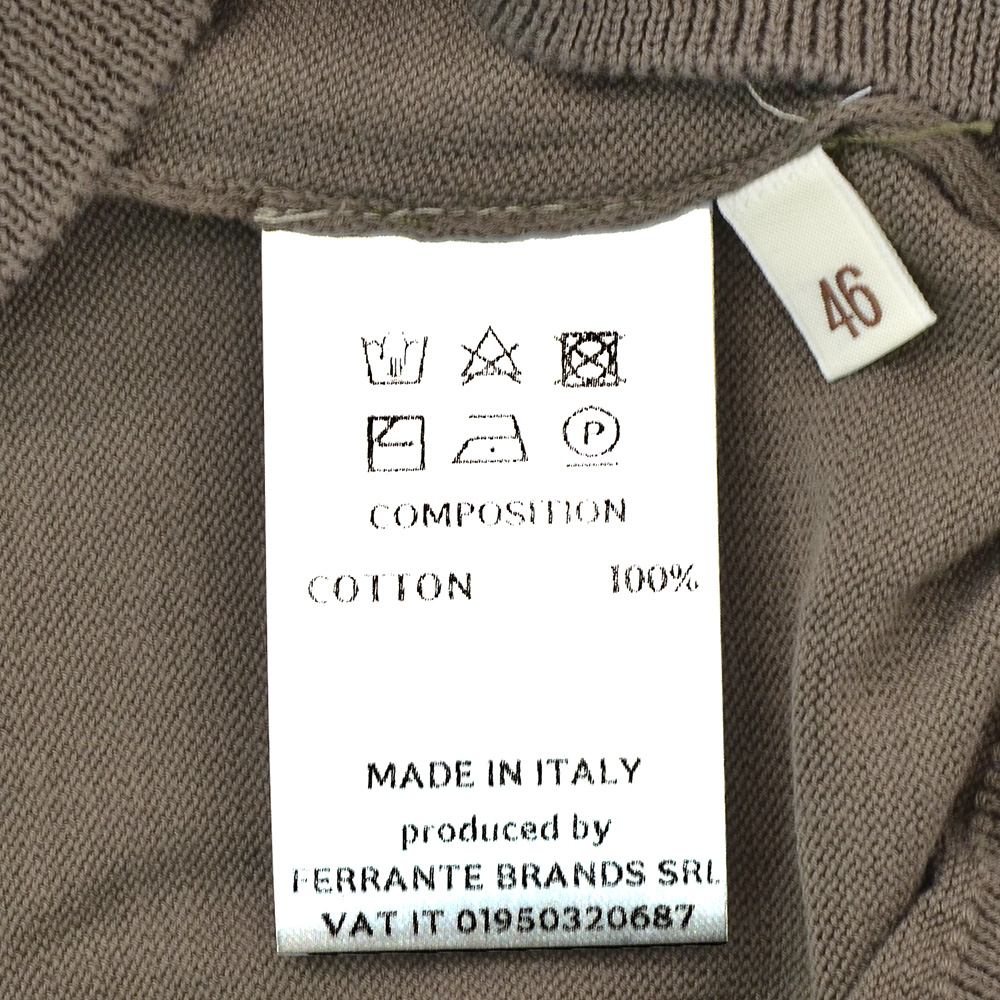 46
P
COMPOSITION
COTTON 100%
MADE IN ITALY
produced by
FERRANTE BRANDS SRL
VAT IT 01950320687